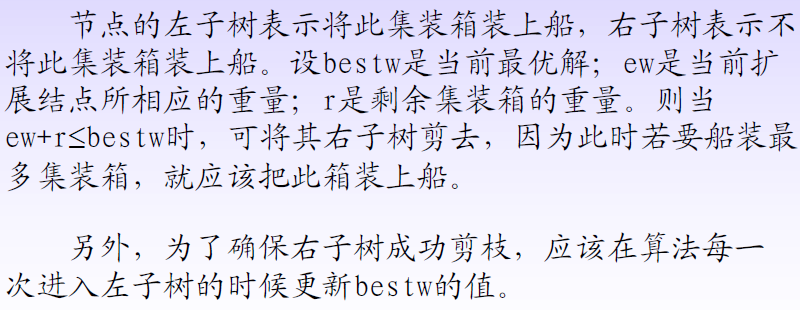 节点的左子树表示将此集装箱装上船，右子树表示不
将此集装箱装上船。设bestw是当前最优解；ew是当前扩
展结点所相应的重量；r是剩余集装箱的重量。则当
ew+r≤bestw时，可将其右子树剪去，因为此时若要船装最
多集装箱，就应该把此箱装上船。
另外，为了确保右子树成功剪枝，应该在算法每一
次进入左子树的时候更新bestw的值。